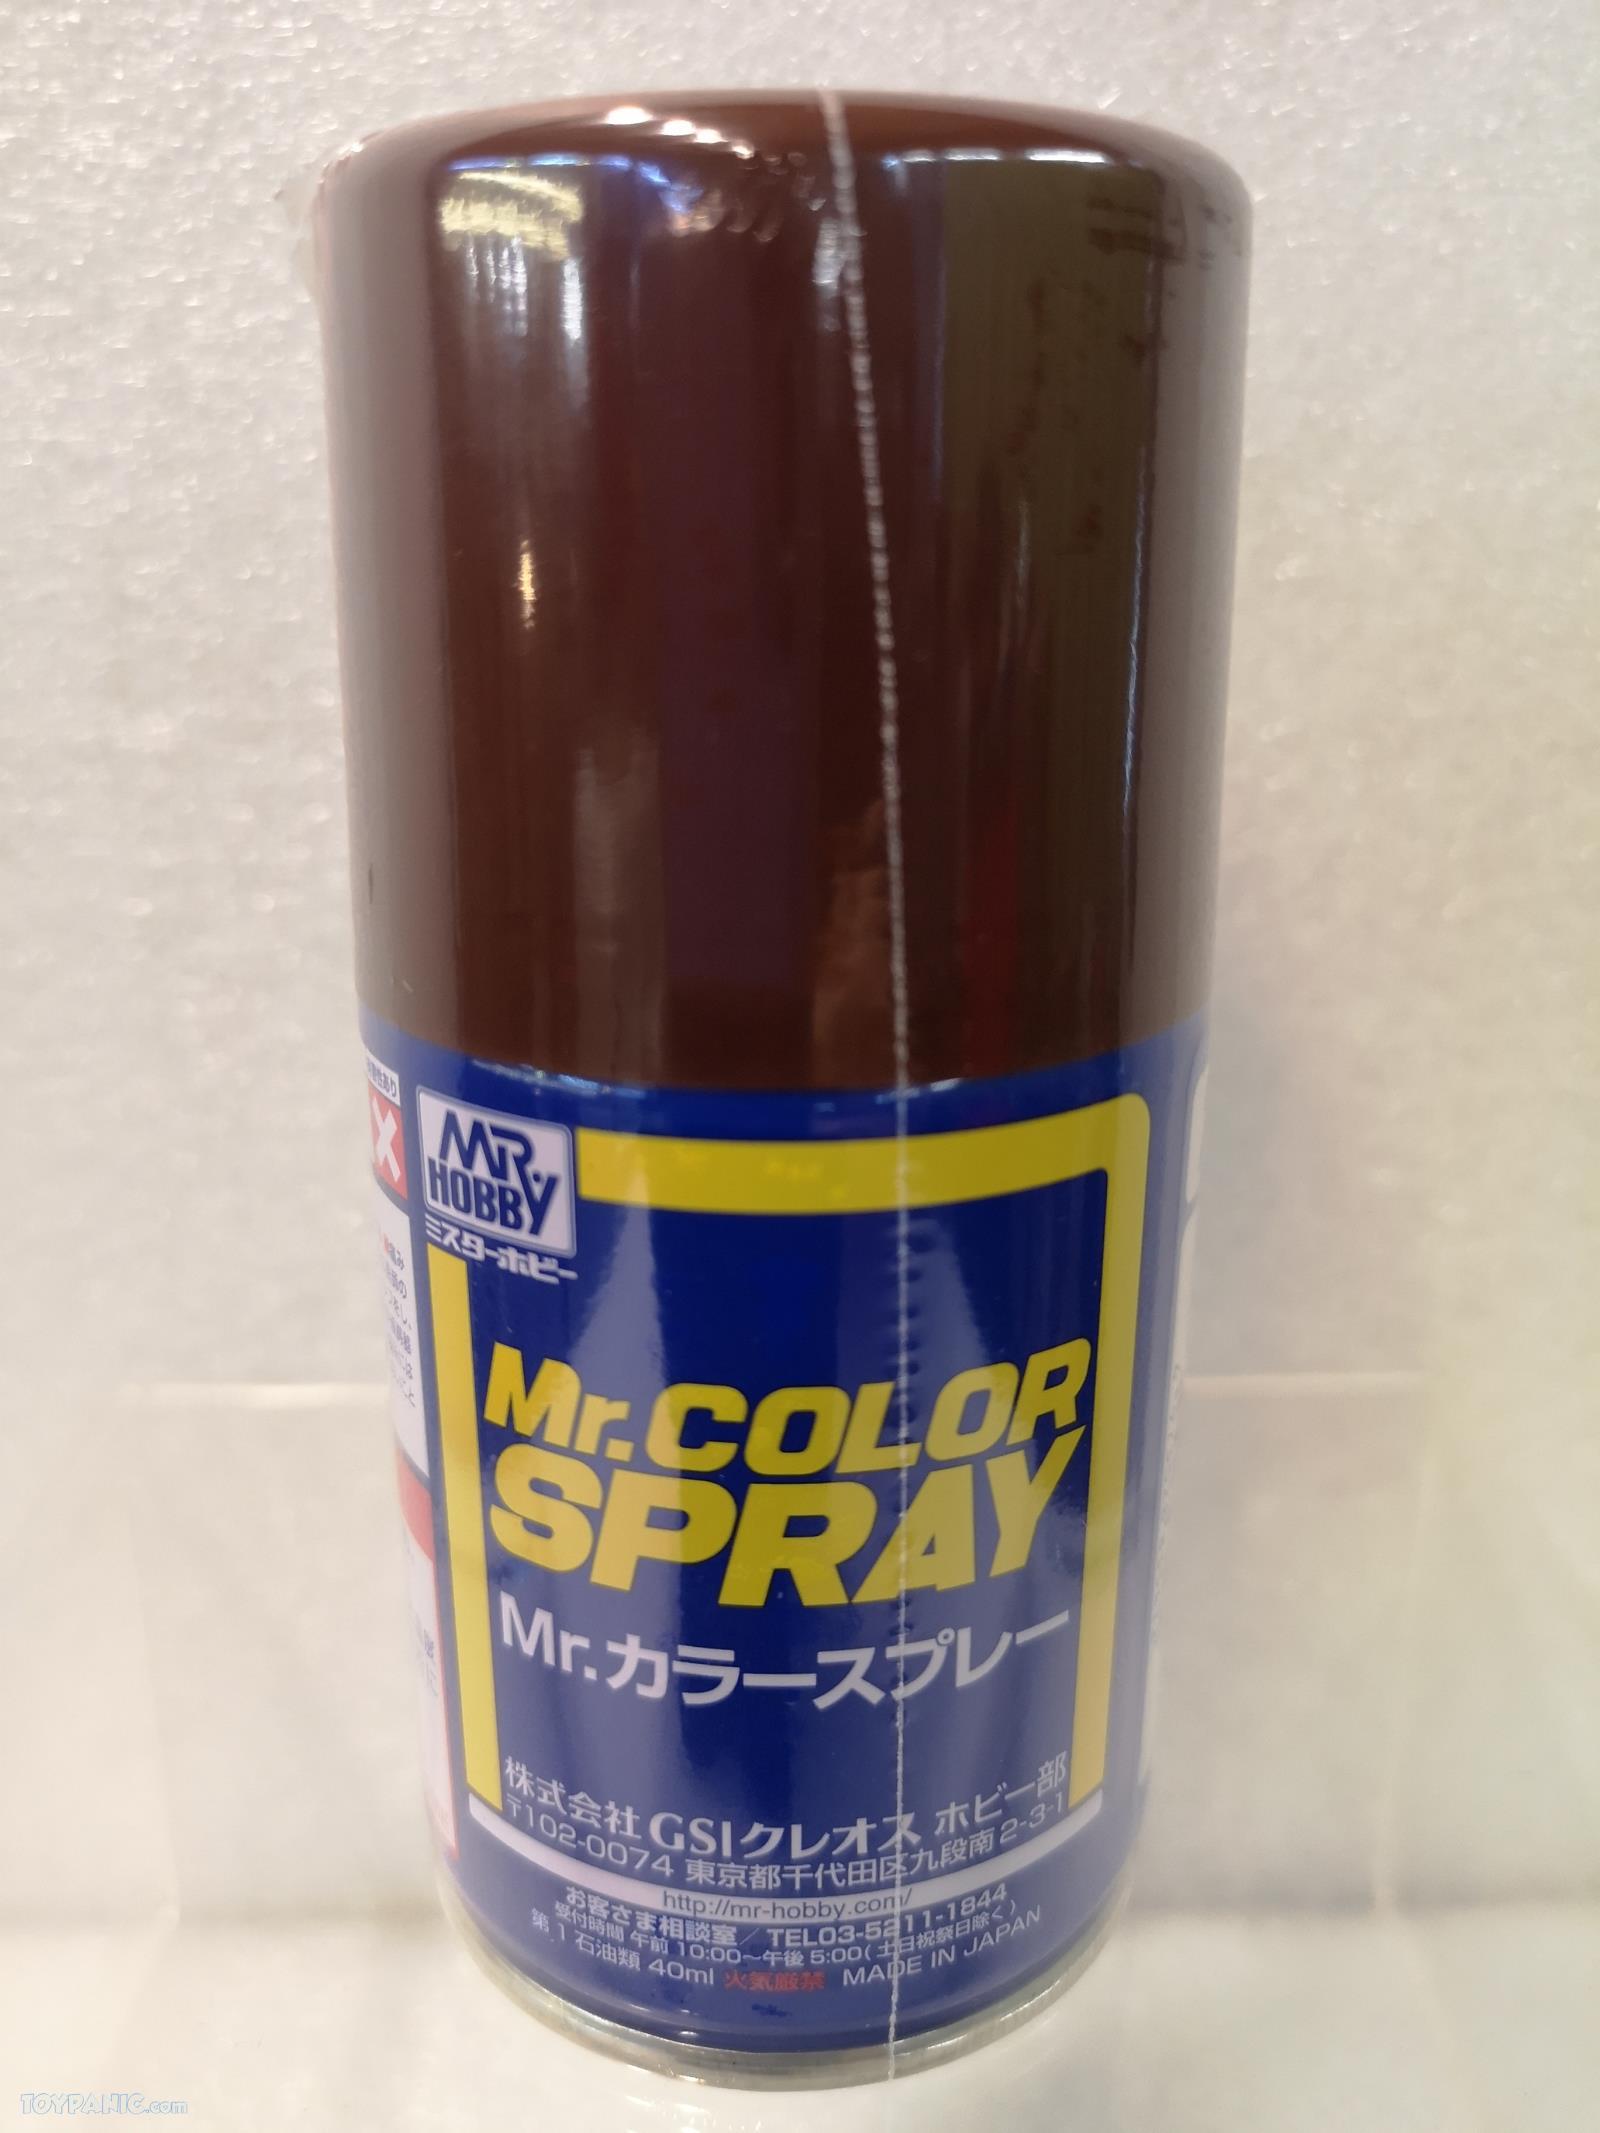 MR.
HOBBY
ミスターホビー
Mr.COLOR
SPRAY
Mr.カラースプレー
株式会社 GSIクレオス ホビー部
〒102-0074 東京都千代田区九段南2-3-1
http://mr-hobby.com/
お客さま相談室／TEL03-5211-1844
受付時間 午前 10:00〜午後 5:00(土日祝祭日除く)
第1石油類 40ml 火気厳禁 MADE IN JAPAN
TOYPANIC.com